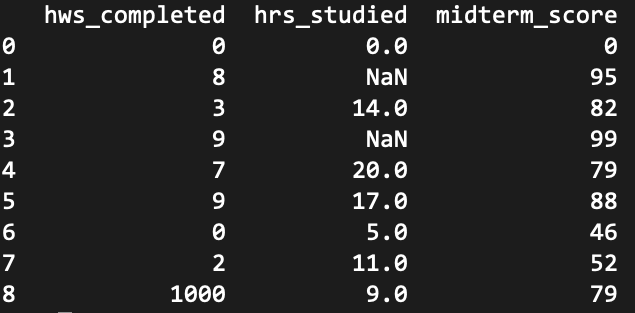 hws_completed hrs_studied midterm_score
0 0 0.0 0
1 8 NaN 95
2 3 14.0 82
3 9 NaN 99
4 7 20.0 79
5 9 17.0 88
6 0 5.0 46
7 2 11.0 52
8 1000 9.0 79